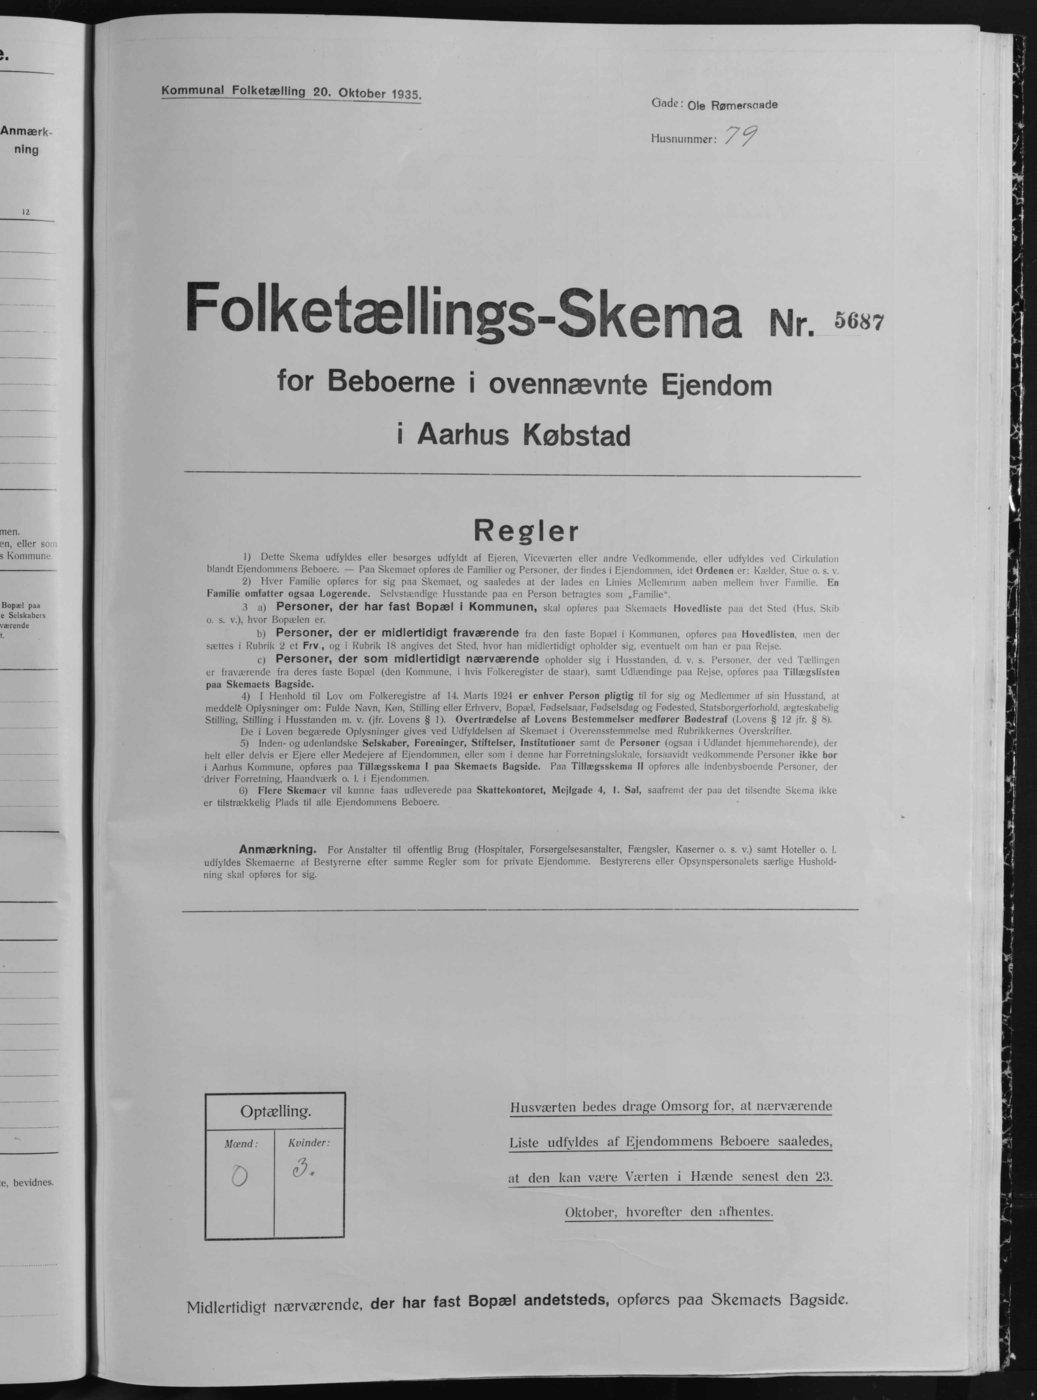 e.
Anmærk-
ning
12
men.
en, eller som
s Kommune.
Bopæl paa
e Selskabers
værende
r.
e, bevidnes.
Kommunal Folketælling 20. Oktober 1935.
Gade: Ole Rømersgade
Husnummer: 79
Folketællings-Skema Nr. 5687
for Beboerne i ovennævnte Ejendom
i Aarhus Købstad
Regler
1) Dette Skema udfyldes eller besørges udfyldt af Ejeren, Viceværten eller andre Vedkommende, eller udfyldes ved Cirkulation
blandt Ejendommens Beboere. — Paa Skemaet opføres de Familier og Personer, der findes i Ejendommen, idet Ordenen er: Kælder, Stue o. s. v.
2) Hver Familie opføres for sig paa Skemaet, og saaledes at der lades en Linies Mellemrum aaben mellem hver Familie. En
Familie omfatter ogsaa Logerende. Selvstændige Husstande paa en Person betragtes som „Familie“.
3 a) Personer, der har fast Bopæl i Kommunen, skal opføres paa Skemaets Hovedliste paa det Sted (Hus, Skib
o. s. v.), hvor Bopælen er.
b) Personer, der er midlertidigt fraværende fra den faste Bopæl i Kommunen, opføres paa Hovedlisten, men der
sættes i Rubrik 2 et Frv., og i Rubrik 18 angives det Sted, hvor han midlertidigt opholder sig, eventuelt om han er paa Rejse.
c) Personer, der som midlertidigt nærværende opholder sig i Husstanden, d. v. s. Personer, der ved Tællingen
er fraværende fra deres faste Bopæl (den Kommune, i hvis Folkeregister de staar), samt Udlændinge paa Rejse, opføres paa Tillægslisten
paa Skemaets Bagside.
4) I Henhold til Lov om Folkeregistre af 14. Marts 1924 er enhver Person pligtig til for sig og Medlemmer af sin Husstand, at
meddele Oplysninger om: Fulde Navn, Køn, Stilling eller Erhverv, Bopæl, Fødselsaar, Fødselsdag og Fødested, Statsborgerforhold, ægteskabelig
Stilling, Stilling i Husstanden m. v. (jfr. Lovens § 1). Overtrædelse af Lovens Bestemmelser medfører Bødestraf (Lovens § 12 jfr. § 8).
De i Loven begærede Oplysninger gives ved Udfyldelsen af Skemaet i Overensstemmelse med Rubrikkernes Overskrifter.
5) Inden- og udenlandske Selskaber, Foreninger, Stiftelser, Institutioner samt de Personer (ogsaa i Udlandet hjemmehørende), der
helt eller delvis er Ejere eller Medejere af Ejendommen, eller som i denne har Forretningslokale, forsaavidt vedkommende Personer ikke bor
i Aarhus Kommune, opføres paa Tillægsskema I paa Skemaets Bagside. Paa Tillægsskema II opføres alle indenbysboende Personer, der
driver Forretning, Haandværk o. l. i Ejendommen.
6) Flere Skemaer vil kunne faas udleverede paa Skattekontoret, Mejlgade 4, 1. Sal, saafremt der paa det tilsendte Skema ikke
er tilstrækkelig Plads til alle Ejendommens Beboere.
Anmærkning. For Anstalter til offentlig Brug (Hospitaler, Forsørgelsesanstalter, Fængsler, Kaserner o. s. v.) samt Hoteller o. l.
udfyldes Skemaerne af Bestyrerne efter samme Regler som for private Ejendomme. Bestyrerens eller Opsynspersonalets særlige Hushold-
ning skal opføres for sig.
Optælling.
Mænd: Kvinder:
0 3.
Husværten bedes drage Omsorg for, at nærværende
Liste udfyldes af Ejendommens Beboere saaledes,
at den kan være Værten i Hænde senest den 23.
Oktober, hvorefter den afhentes.
Midlertidigt nærværende, der har fast Bopæl andetsteds, opføres paa Skemaets Bagside.